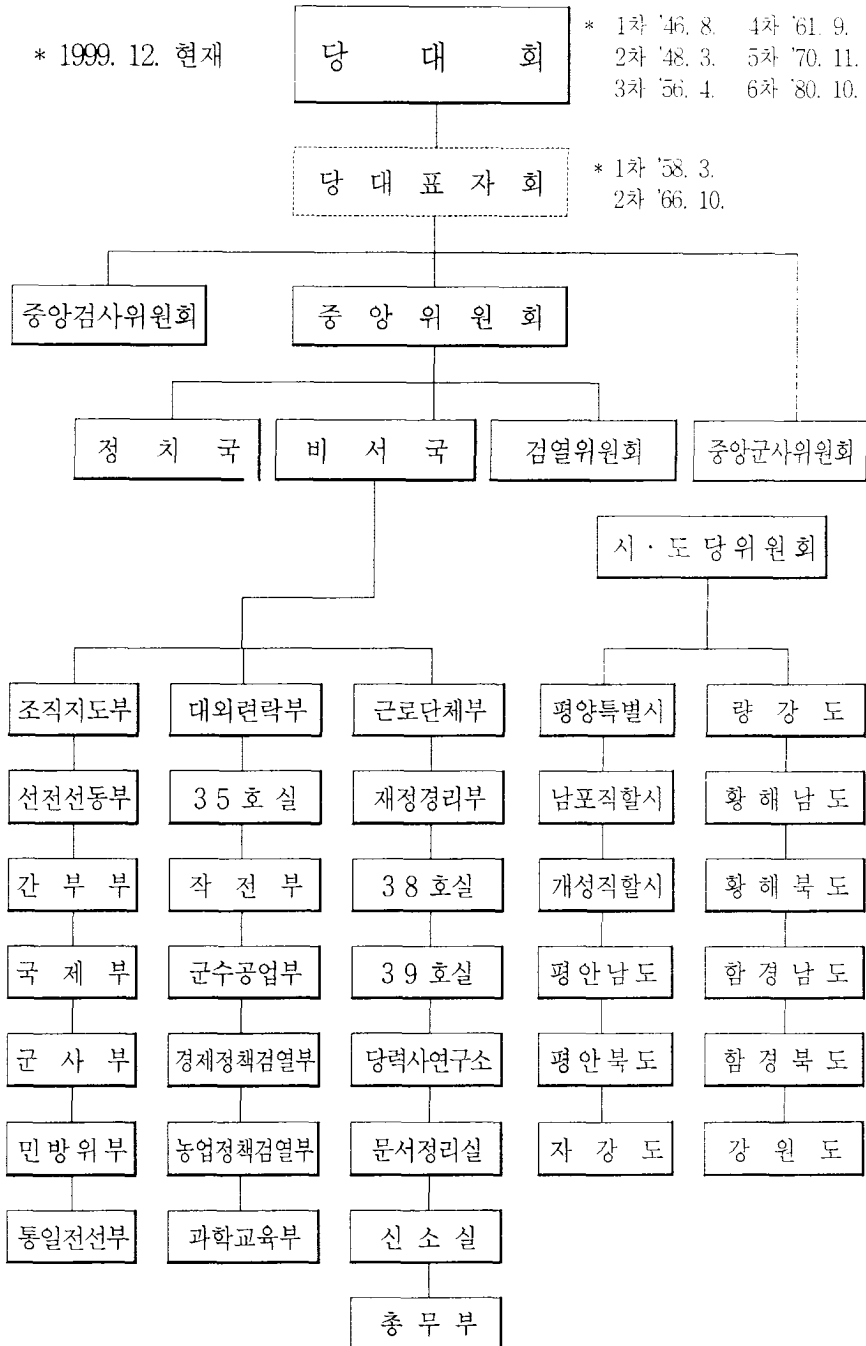 * 1999. 12. 현재
당 대 회
* 1차 '46. 8. 4차 '61. 9.
2차 '48. 3. 5차 '70. 11.
3차 '56. 4. 6차 '80. 10.
당 대 표 자 회
* 1차 '58. 3.
2차 '66. 10.
중앙검사위원회
중 앙 위 원 회
정 치 국
비 서 국
검열위원회
중앙군사위원회
시 · 도 당위원회
조직지도부
대외련락부
근로단체부
평양특별시
량 강 도
선전선동부
3 5 호 실
재정경리부
남포직할시
황 해 남 도
간 부 부
작 전 부
3 8 호실
개성직할시
황 해 북 도
국 제 부
군수공업부
3 9 호실
평 안 남 도
함 경 남 도
군 사 부
경제정책검열부
당력사연구소
평 안 북 도
함 경 북 도
민 방 위 부
농업정책검열부
문서정리실
자 강 도
강 원 도
통일전선부
과학교육부
신 소 실
총 무 부